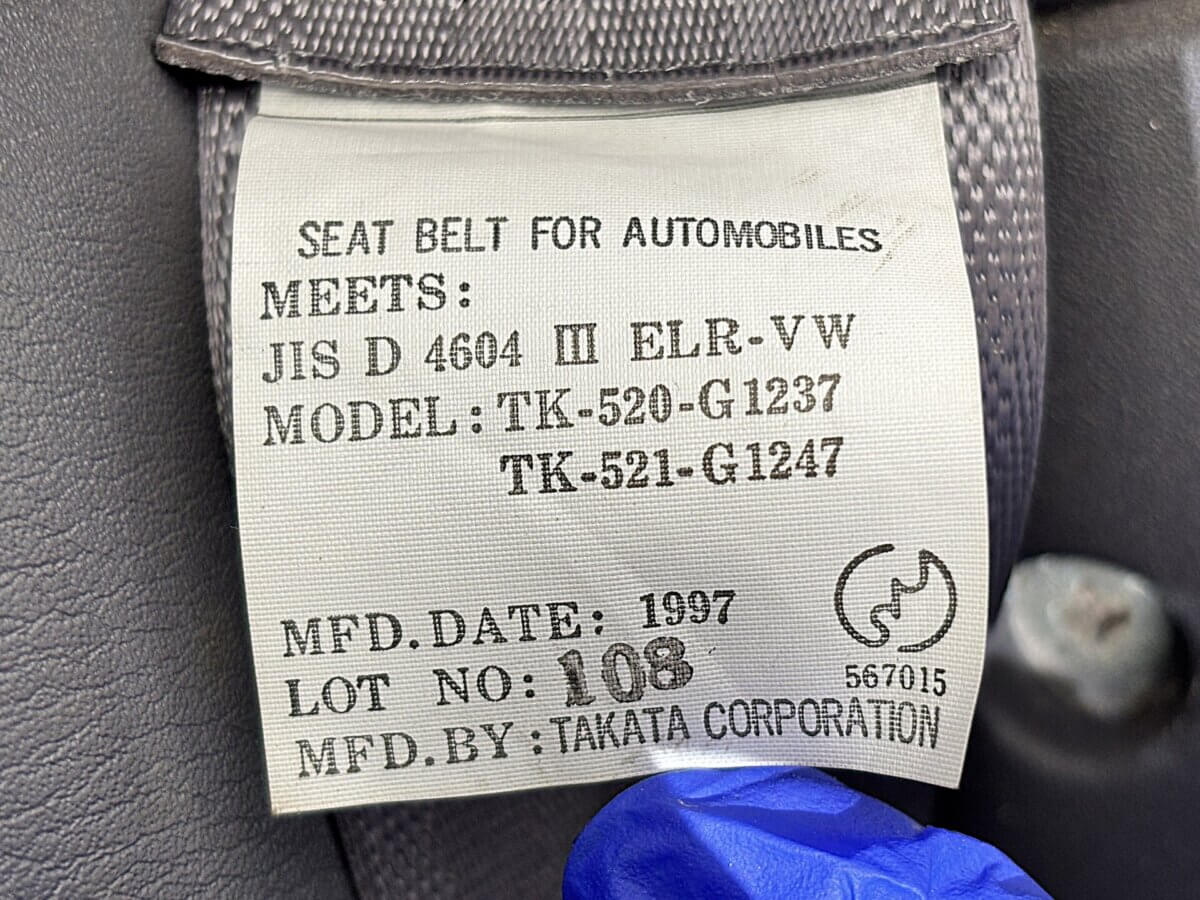 SEAT BELT FOR AUTOMOBILES
MEETS:
JIS D 4604 III ELR-VW
MODEL: TK-520-G1237
TK-521-G1247
MFD.DATE: 1997
LOT NO: 108
567015
MFD.BY: TAKATA CORPORATION